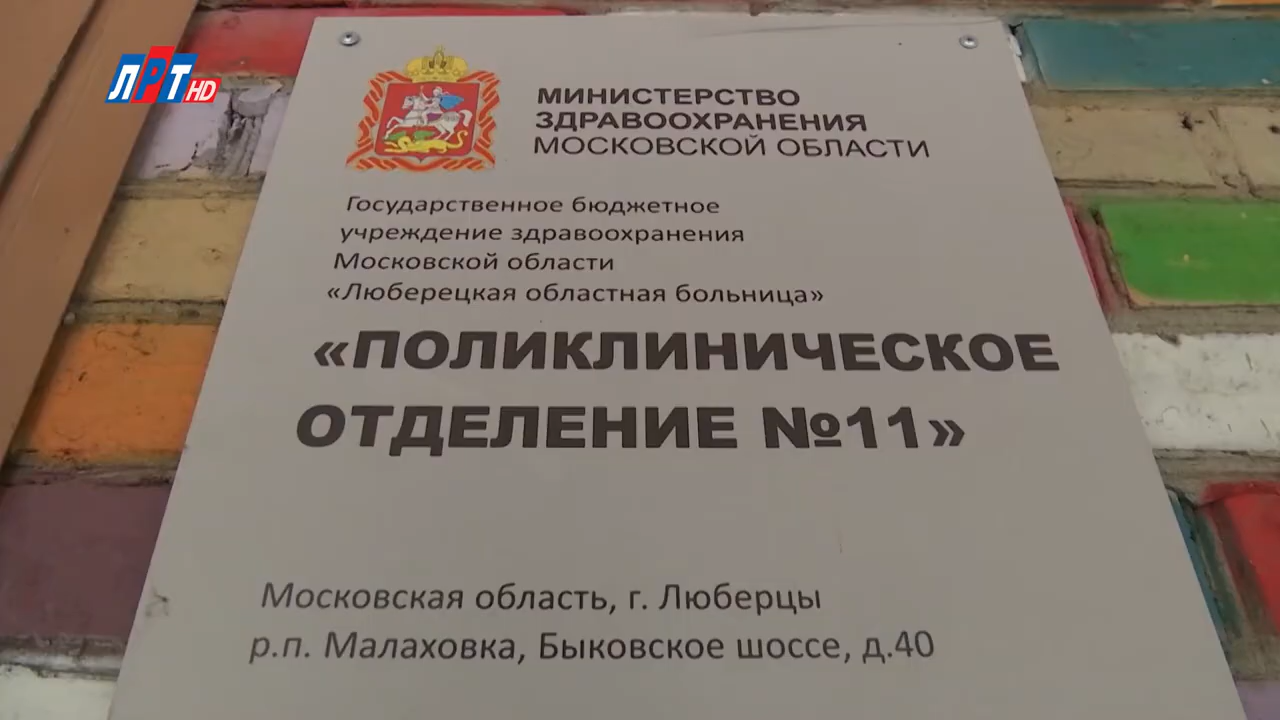 ЛРТ HD
МИНИСТЕРСТВО
ЗДРАВООХРАНЕНИЯ
МОСКОВСКОЙ ОБЛАСТИ
Государственное бюджетное
учреждение здравоохранения
Московской области
«Люберецкая областная больница»
«ПОЛИКЛИНИЧЕСКОЕ
ОТДЕЛЕНИЕ №11»
Московская область, г. Люберцы
р.п. Малаховка, Быковское шоссе, д.40